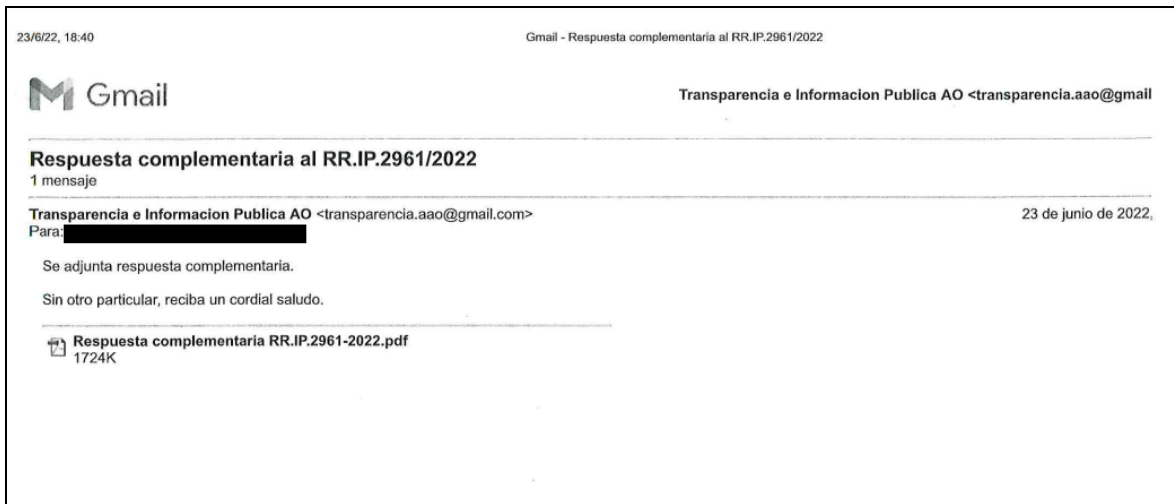 23/6/22, 18:40
Gmail - Respuesta complementaria al RR.IP.2961/2022
Gmail
Transparencia e Informacion Publica AO <transparencia.aao@gmail
Respuesta complementaria al RR.IP.2961/2022
1 mensaje
Transparencia e Informacion Publica AO <transparencia.aao@gmail.com>
23 de junio de 2022,
Para:
Se adjunta respuesta complementaria.
Sin otro particular, reciba un cordial saludo.
Respuesta complementaria RR.IP.2961-2022.pdf
1724K